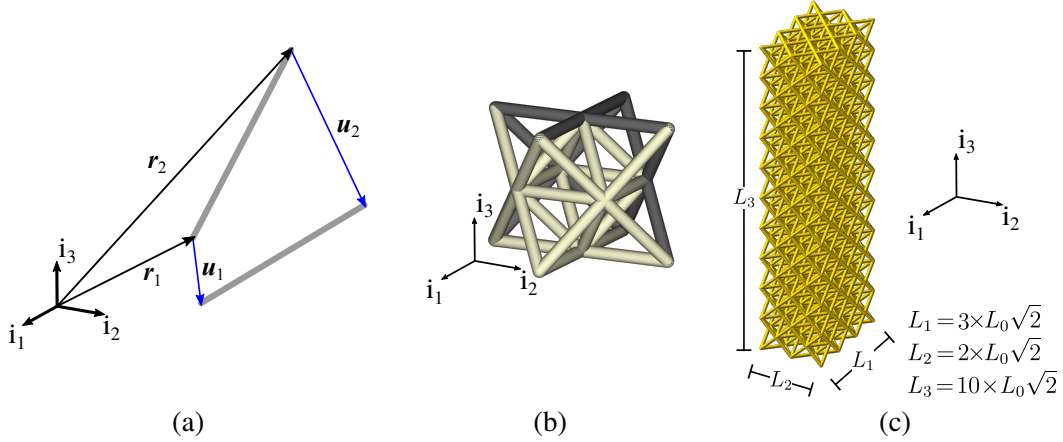 r₂
u₂
r₁
u₁
i₃
i₁
i₂
(a)
i₃
i₁
i₂
(b)
L₃
L₂
L₁
i₃
i₁
i₂
L₁ = 3×L₀√2
L₂ = 2×L₀√2
L₃ = 10×L₀√2
(c)